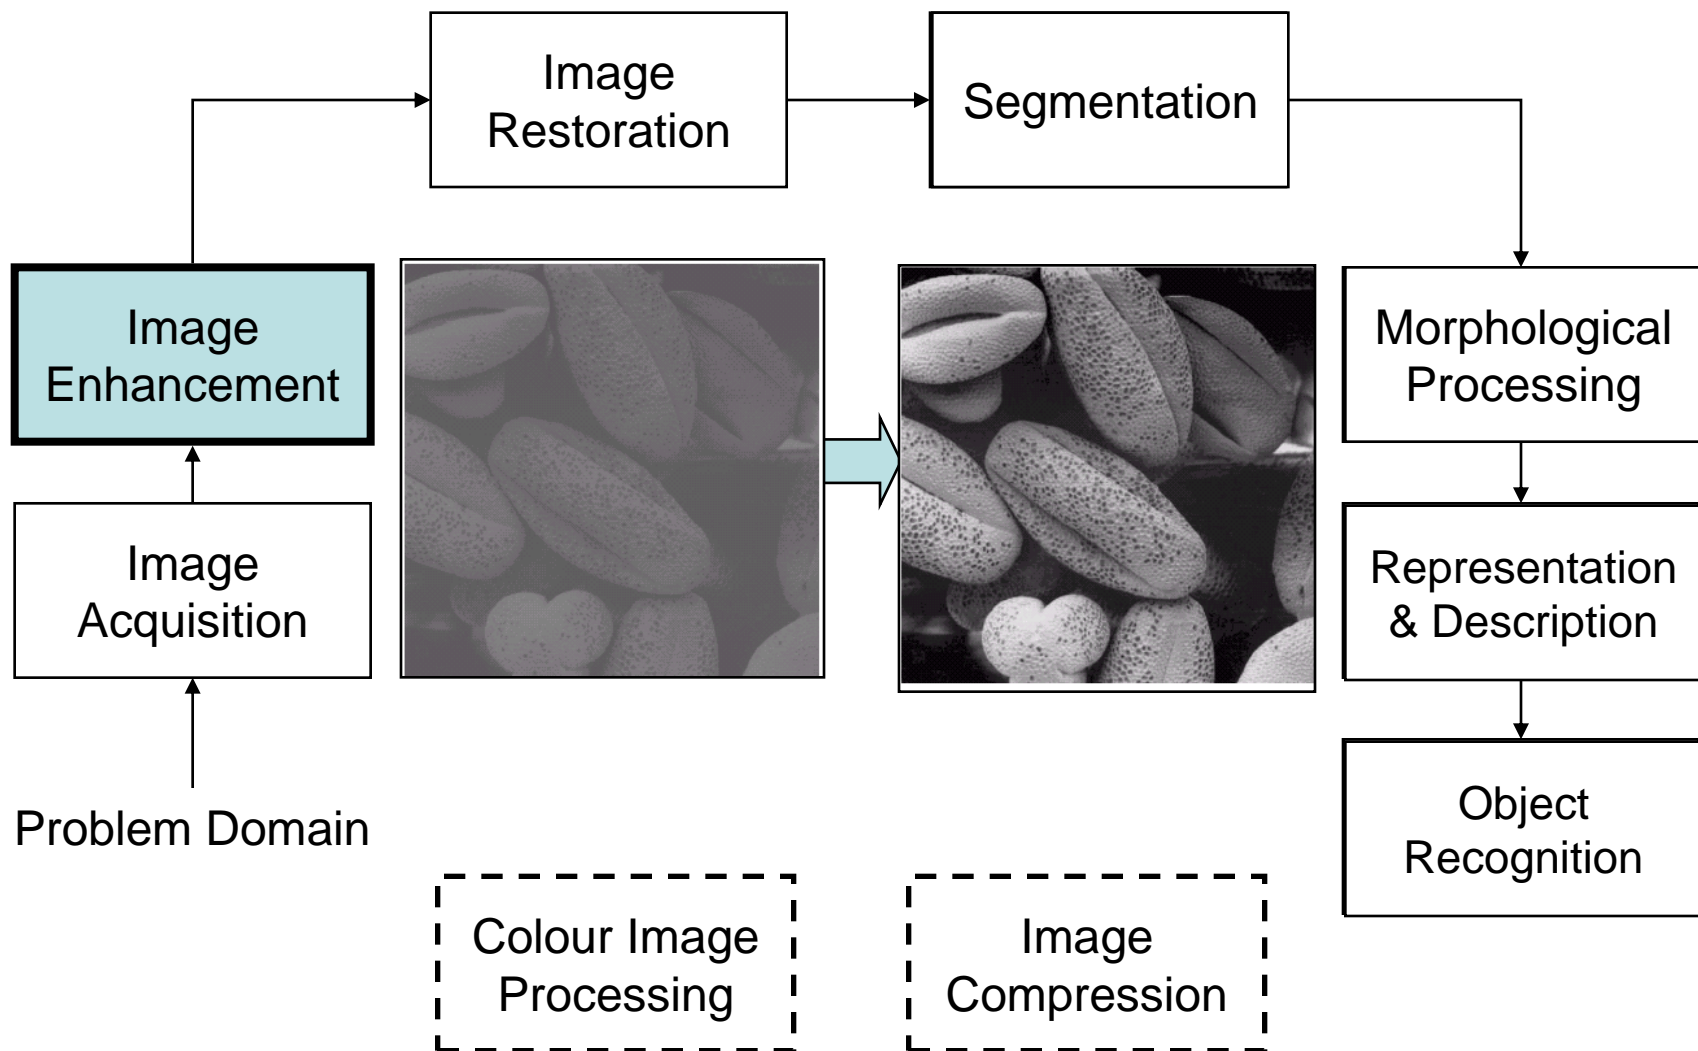 Image
Restoration
Segmentation
Image
Enhancement
Morphological
Processing
Image
Acquisition
Representation
& Description
Problem Domain
Object
Recognition
Colour Image
Processing
Image
Compression